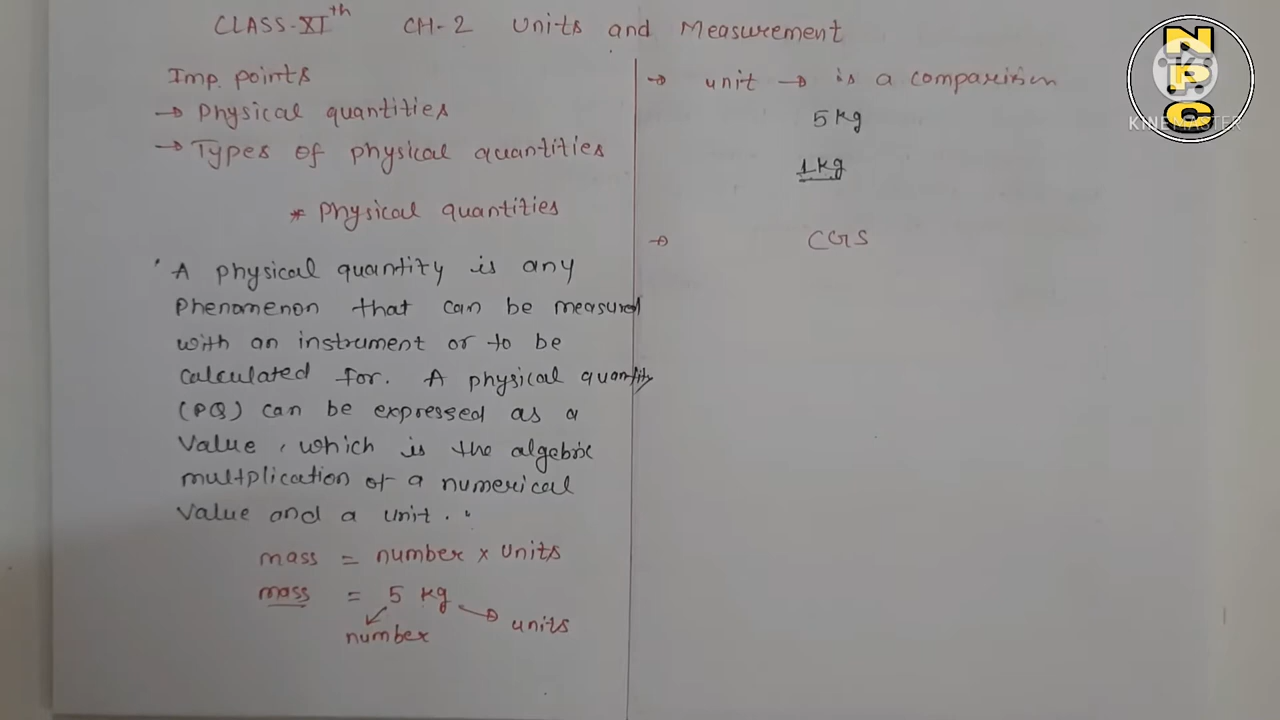 CLASS-XIth CH-2 Units and Measurement
Imp. points
→ Physical quantities
→ Types of physical quantities
* Physical quantities
A physical quantity is any
Phenomenon that can be measured
with an instrument or to be
calculated for. A physical quantity
(PQ) can be expressed as a
Value, which is the algebric
multplication of a numerical
Value and a unit.
mass = number x units
mass = 5 kg
number units
→ unit → is a comparision
5 kg
1 kg
→ CGS
NPC
KINEMASTER